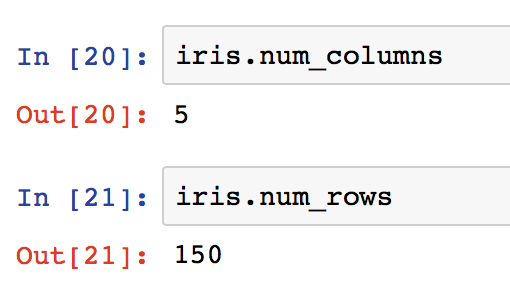 In [20]: iris.num_columns
Out[20]: 5
In [21]: iris.num_rows
Out[21]: 150